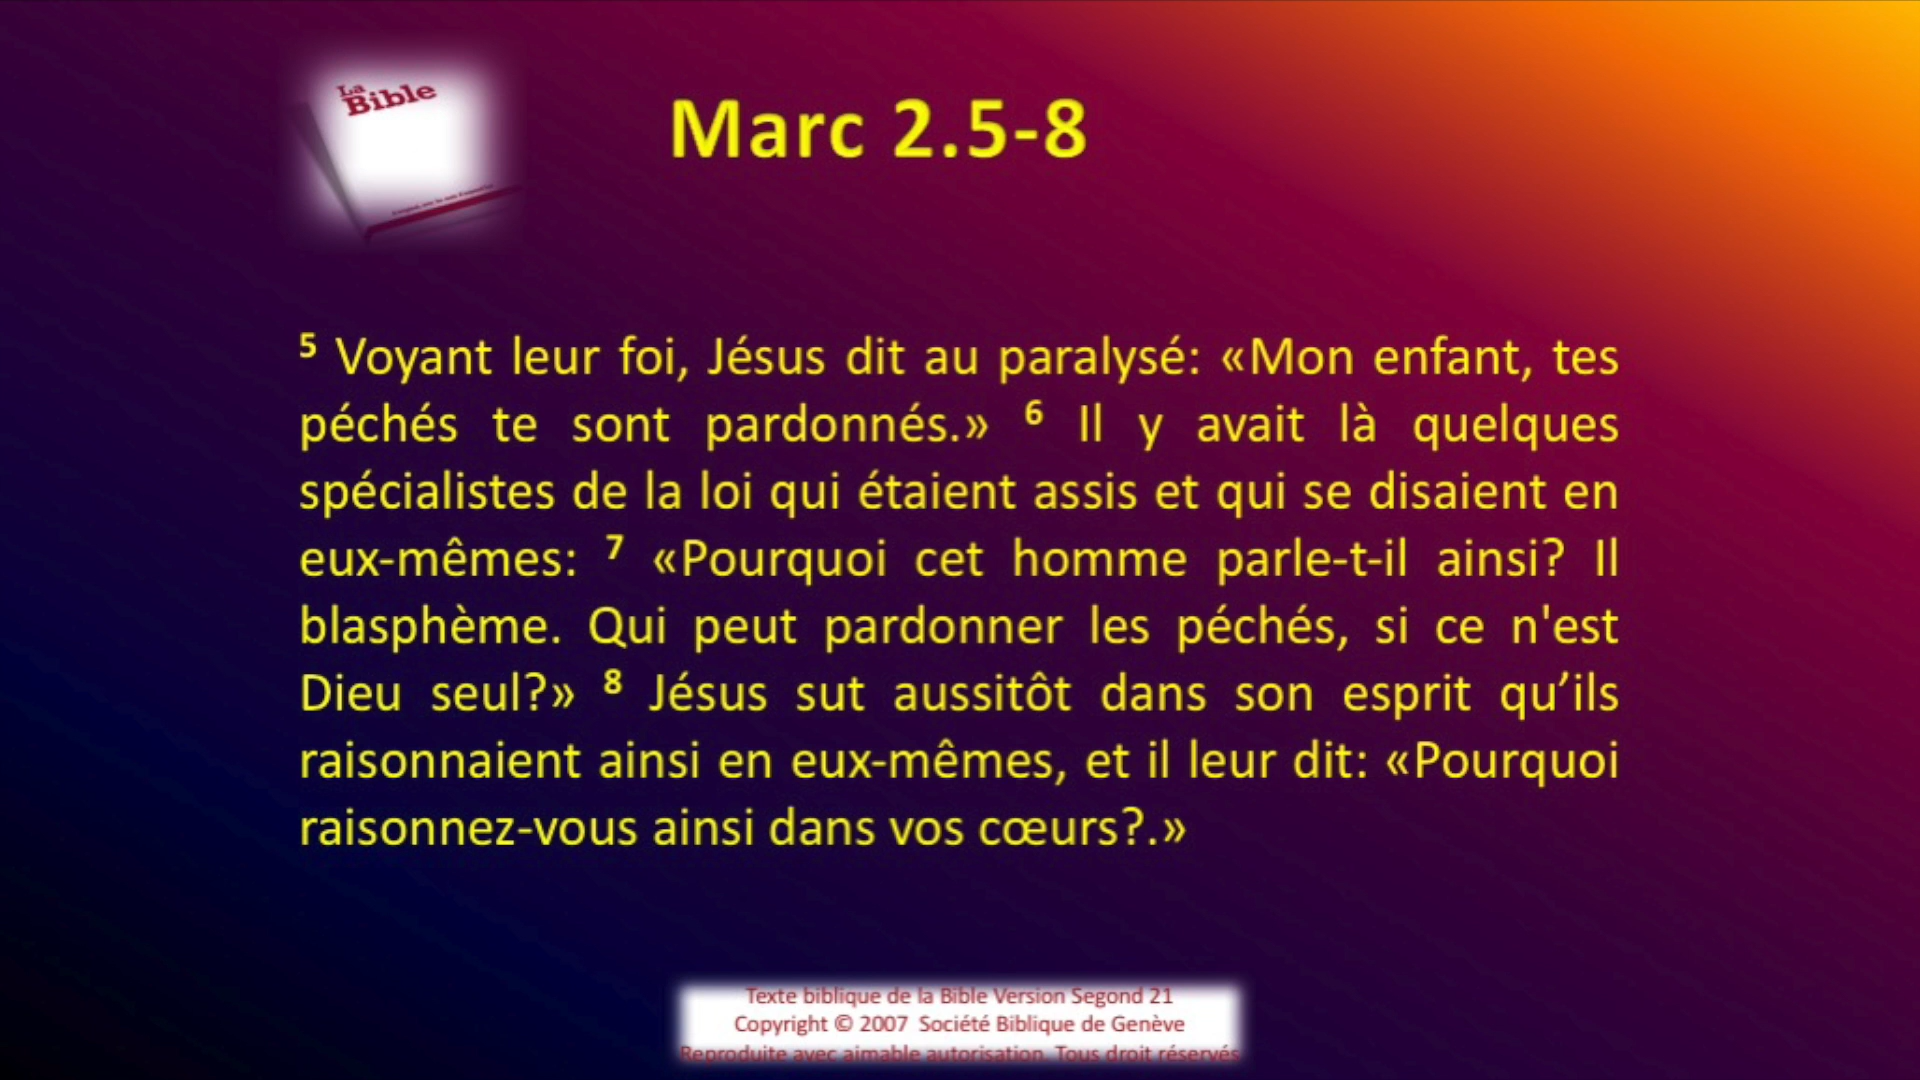 La
Bible
Marc 2.5-8
5 Voyant leur foi, Jésus dit au paralysé: «Mon enfant, tes
péchés te sont pardonnés.» 6 Il y avait là quelques
spécialistes de la loi qui étaient assis et qui se disaient en
eux-mêmes: 7 «Pourquoi cet homme parle-t-il ainsi? Il
blasphème. Qui peut pardonner les péchés, si ce n'est
Dieu seul?» 8 Jésus sut aussitôt dans son esprit qu’ils
raisonnaient ainsi en eux-mêmes, et il leur dit: «Pourquoi
raisonnez-vous ainsi dans vos cœurs?.»
Texte biblique de la Bible Version Segond 21
Copyright © 2007 Société Biblique de Genève
Reproduite avec aimable autorisation. Tous droit réservés